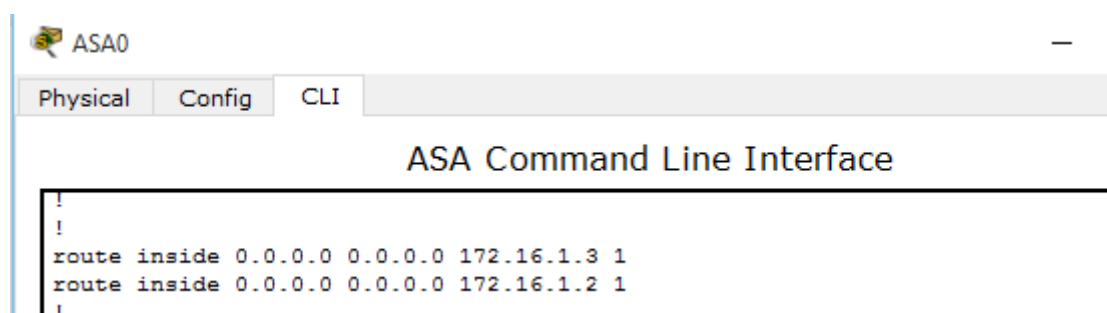 ASA0
Physical Config CLI
ASA Command Line Interface
!
!
route inside 0.0.0.0 0.0.0.0 172.16.1.3 1
route inside 0.0.0.0 0.0.0.0 172.16.1.2 1
!